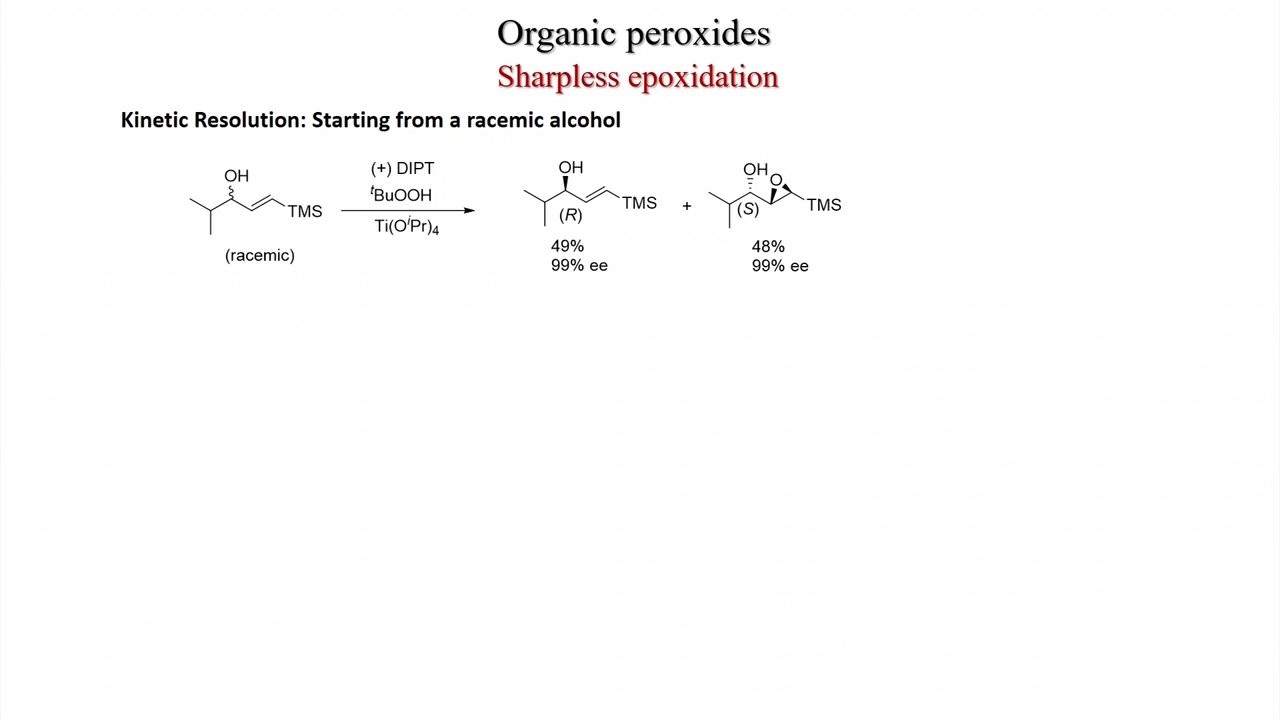 Organic peroxides
Sharpless epoxidation
Kinetic Resolution: Starting from a racemic alcohol
OH
TMS
(racemic)
(+) DIPT
ᵗBuOOH
Ti(OⁱPr)₄
OH
TMS
(R)
49%
99% ee
+
OH
O
TMS
(S)
48%
99% ee